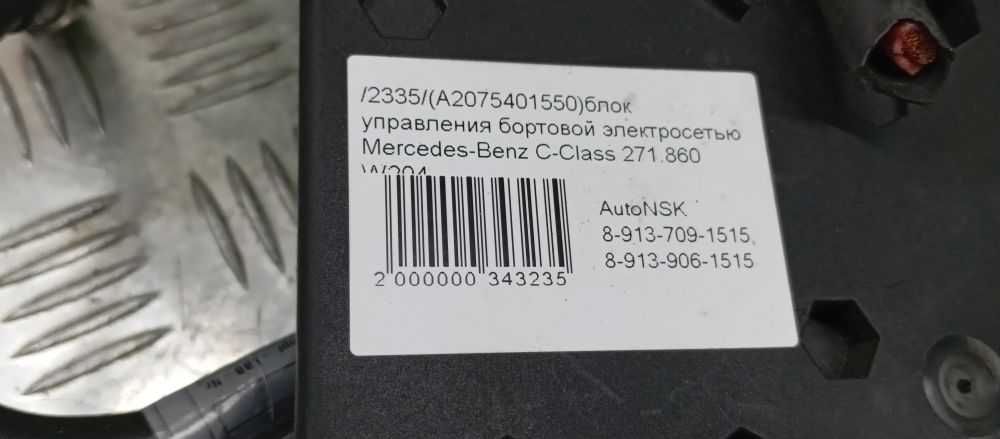 /2335/(A2075401550)блок
управления бортовой электросетью
Mercedes-Benz C-Class 271.860
W204
AutoNSK
8-913-709-1515,
8-913-906-1515
2 000000 343235